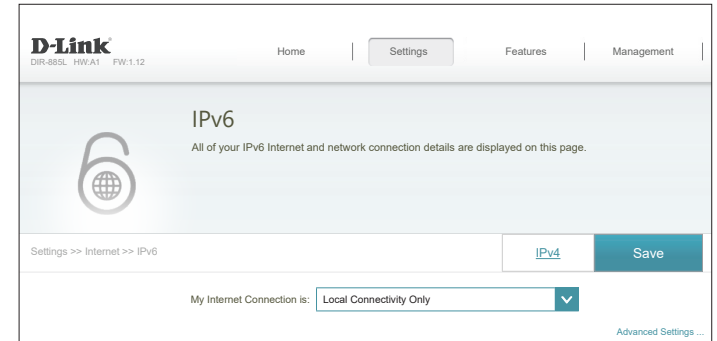 D-Link
DIR-885L HW:A1 FW:1.12
Home
Settings
Features
Management
IPv6
All of your IPv6 Internet and network connection details are displayed on this page.
Settings >> Internet >> IPv6
IPv4
Save
My Internet Connection is: Local Connectivity Only
Advanced Settings ...